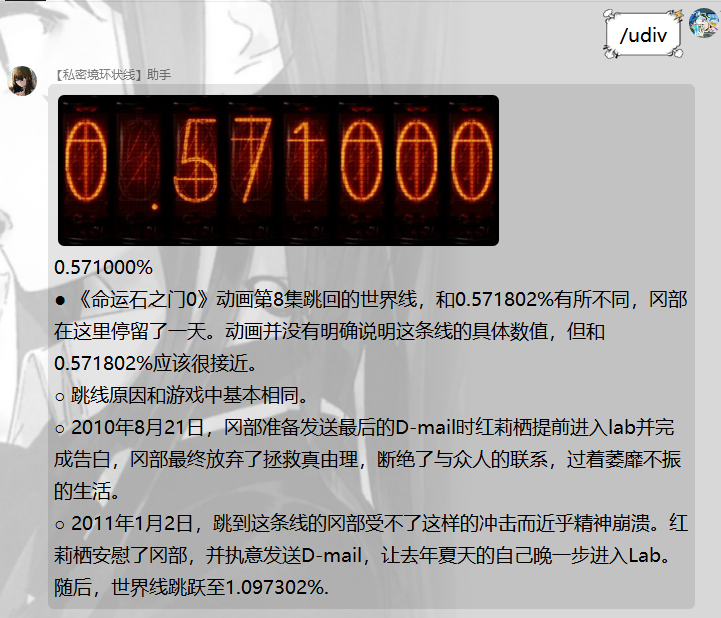 /udiv
【私密境环状线】助手
0.571000
0.571000%
● 《命运石之门0》动画第8集跳回的世界线，和0.571802%有所不同，冈部
在这里停留了一天。动画并没有明确说明这条线的具体数值，但和
0.571802%应该很接近。
○ 跳线原因和游戏中基本相同。
○ 2010年8月21日，冈部准备发送最后的D-mail时红莉栖提前进入lab并完
成告白，冈部最终放弃了拯救真由理，断绝了与众人的联系，过着萎靡不振
的生活。
○ 2011年1月2日，跳到这条线的冈部受不了这样的冲击而近乎精神崩溃。红
莉栖安慰了冈部，并执意发送D-mail，让去年夏天的自己晚一步进入Lab。
随后，世界线跳跃至1.097302%.